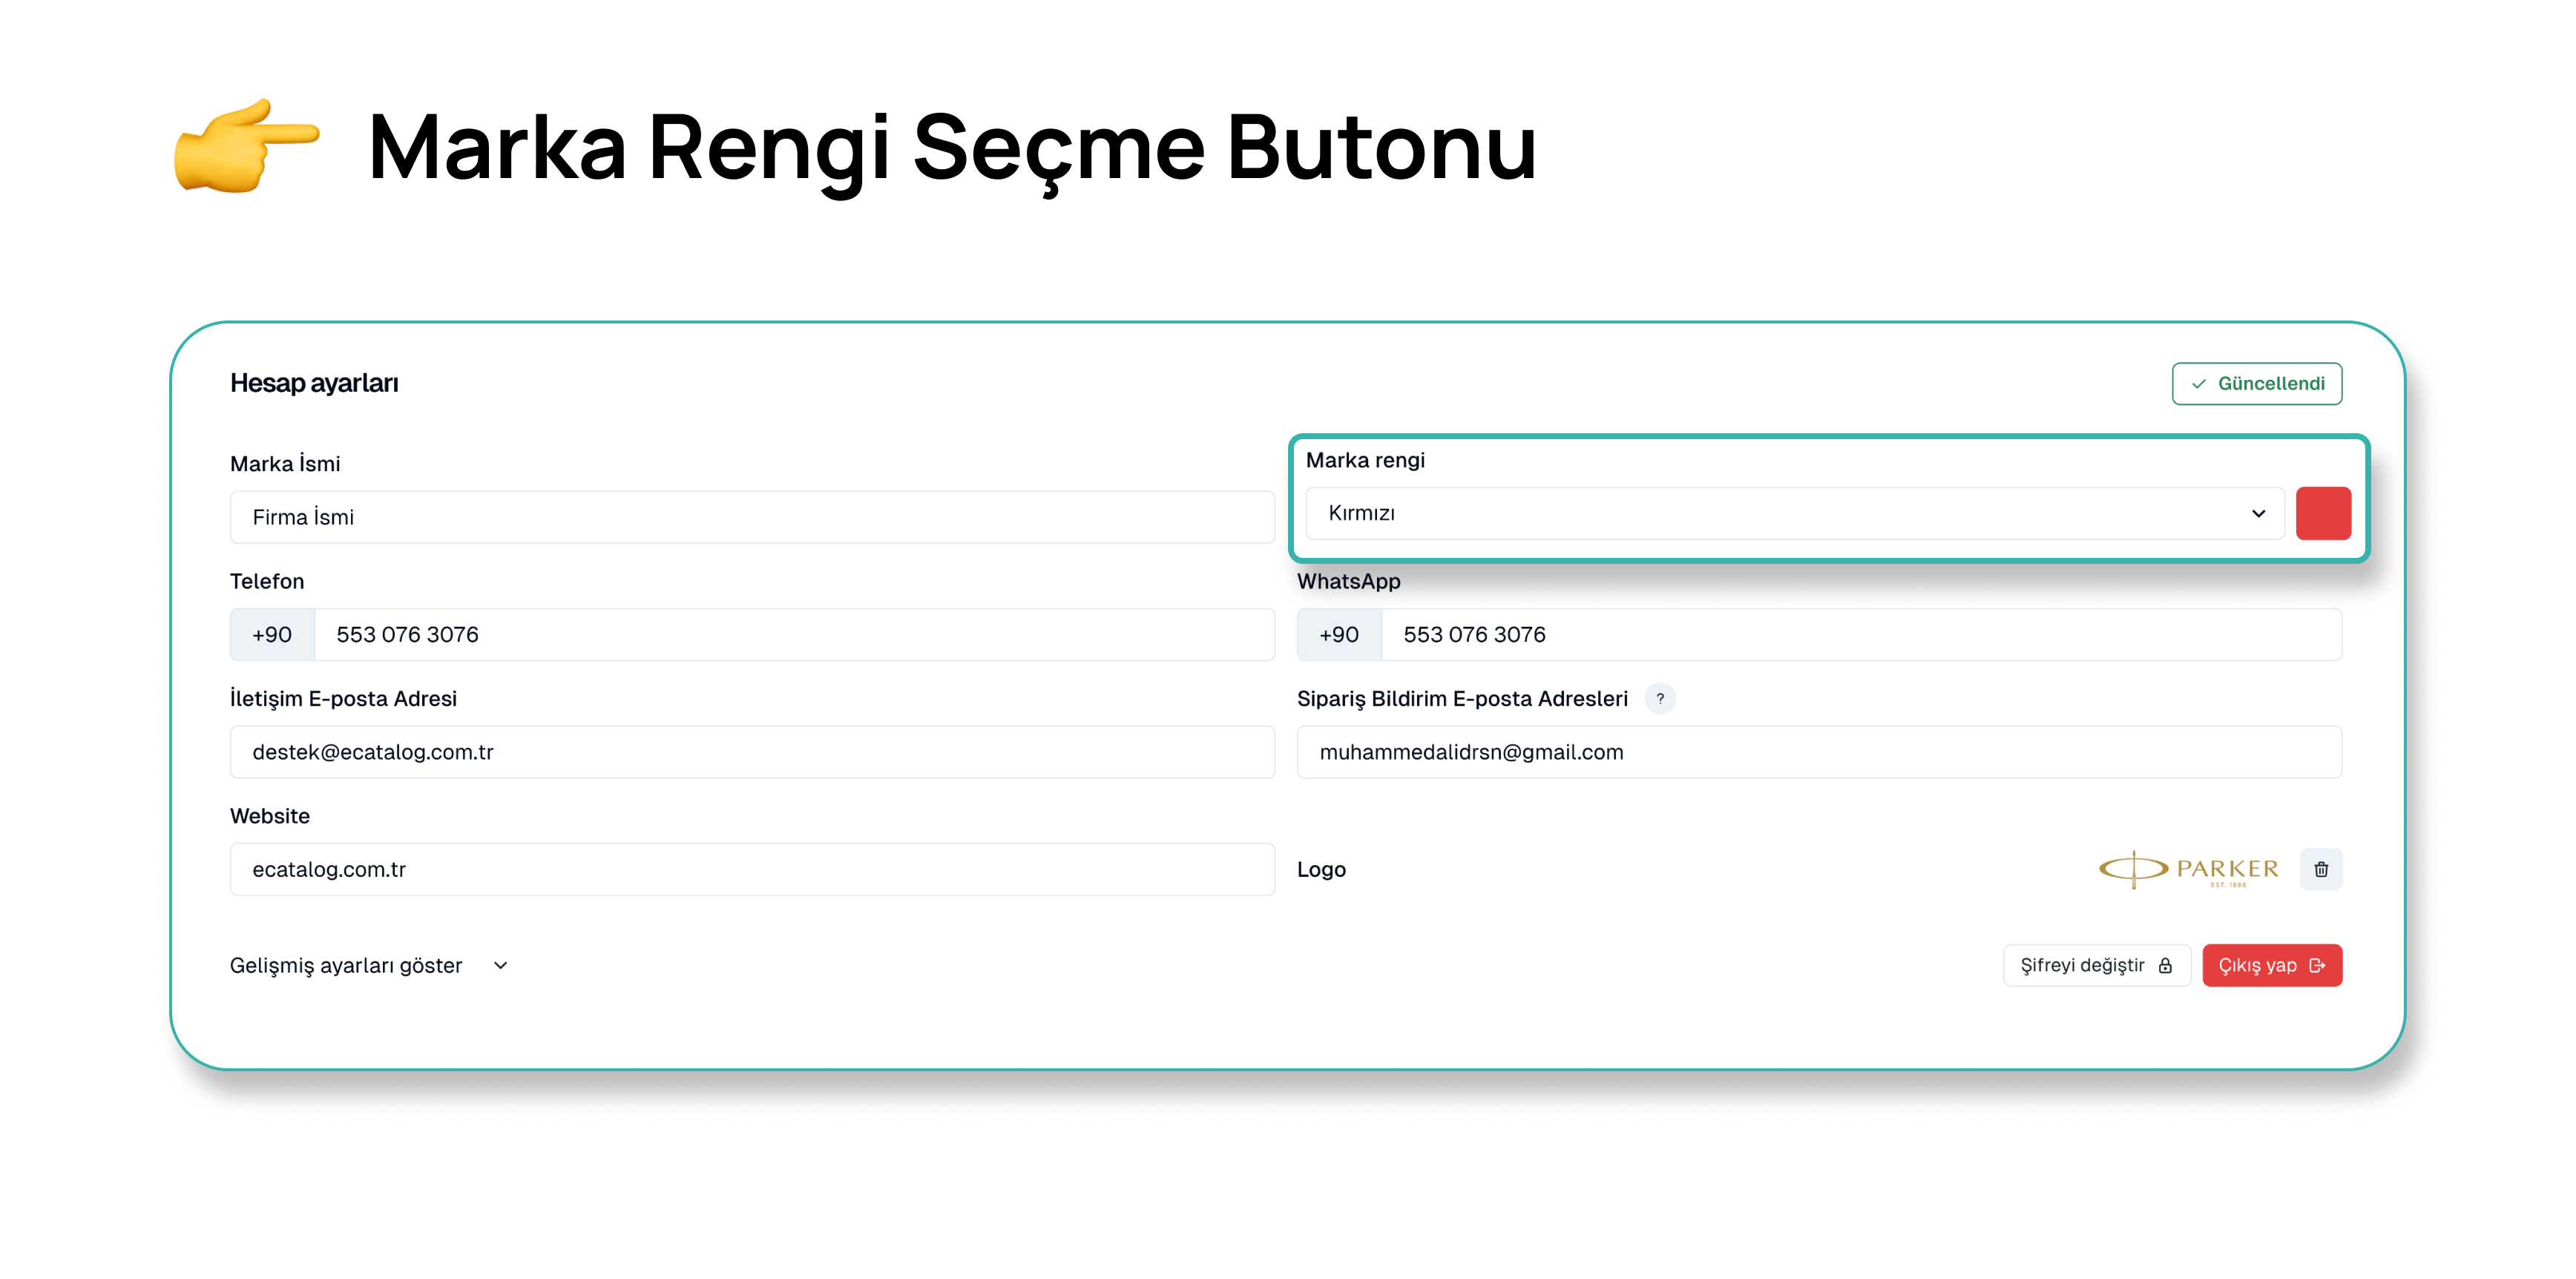 Marka Rengi Seçme Butonu
Hesap ayarları
Güncellendi
Marka İsmi
Marka rengi
Firma İsmi
Kırmızı
Telefon
WhatsApp
+90 553 076 3076
+90 553 076 3076
İletişim E-posta Adresi
Sipariş Bildirim E-posta Adresleri ?
destek@ecatalog.com.tr
muhammedalidrsn@gmail.com
Website
ecatalog.com.tr
Logo
PARKER
EST. 1888
Gelişmiş ayarları göster
Şifreyi değiştir
Çıkış yap